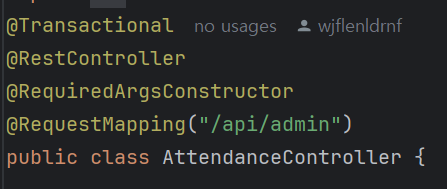 @Transactional no usages wjflenldrnf
@RestController
@RequiredArgsConstructor
@RequestMapping("/api/admin")
public class AttendanceController {